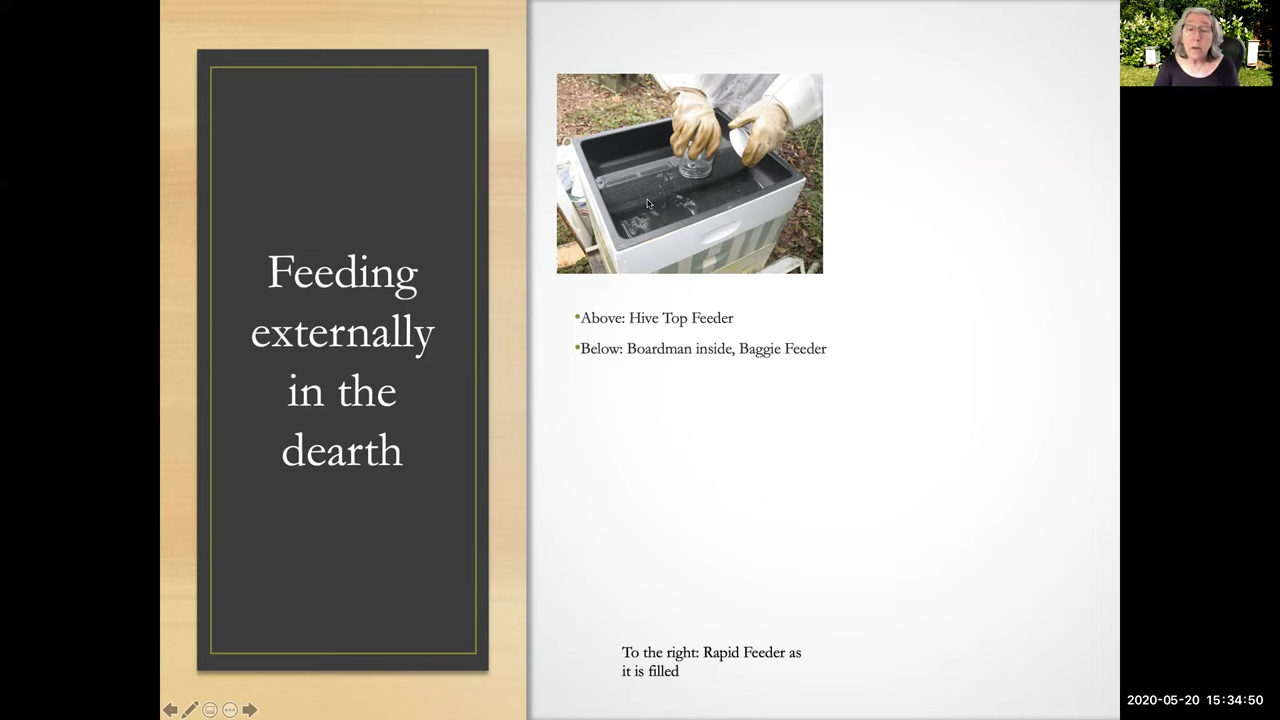 Feeding
externally
in the
dearth
•Above: Hive Top Feeder
•Below: Boardman inside, Baggie Feeder
To the right: Rapid Feeder as
it is filled
2020-05-20 15:34:50